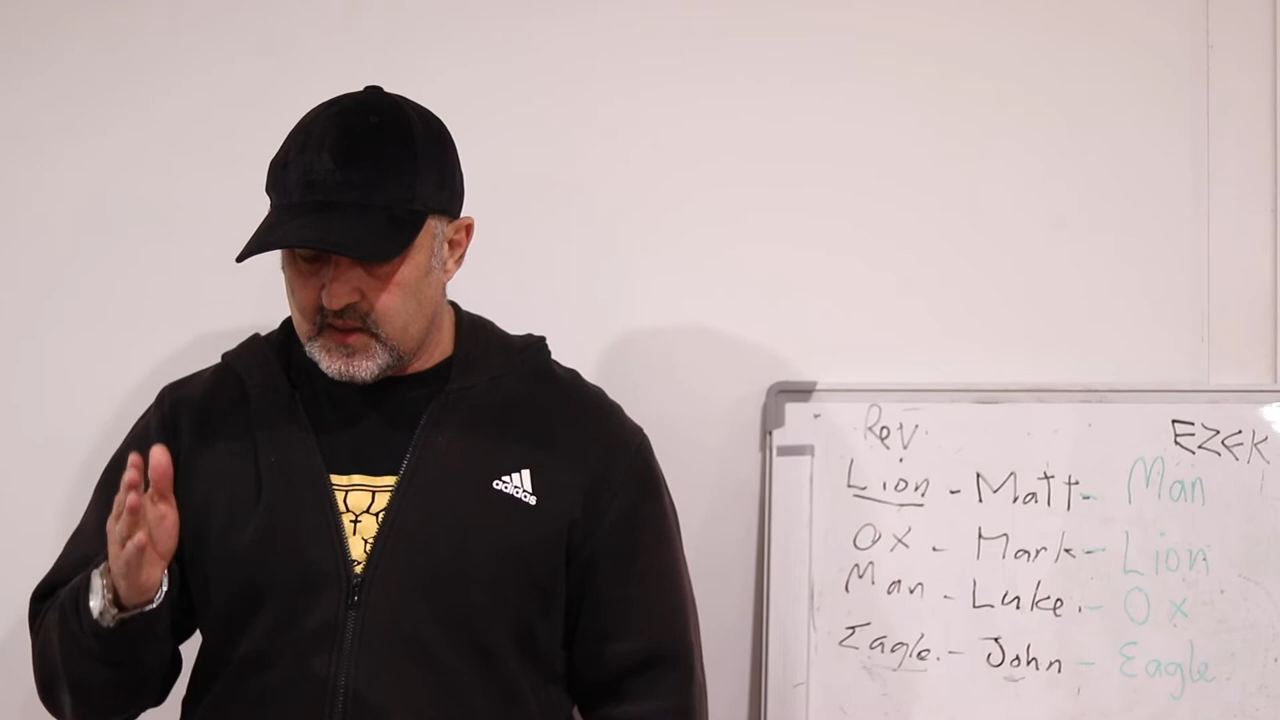 adidas
Rev.
EZEK
Lion - Matt - Man
OX - Mark - Lion
Man - Luke. - Ox
Eagle. - John - Eagle